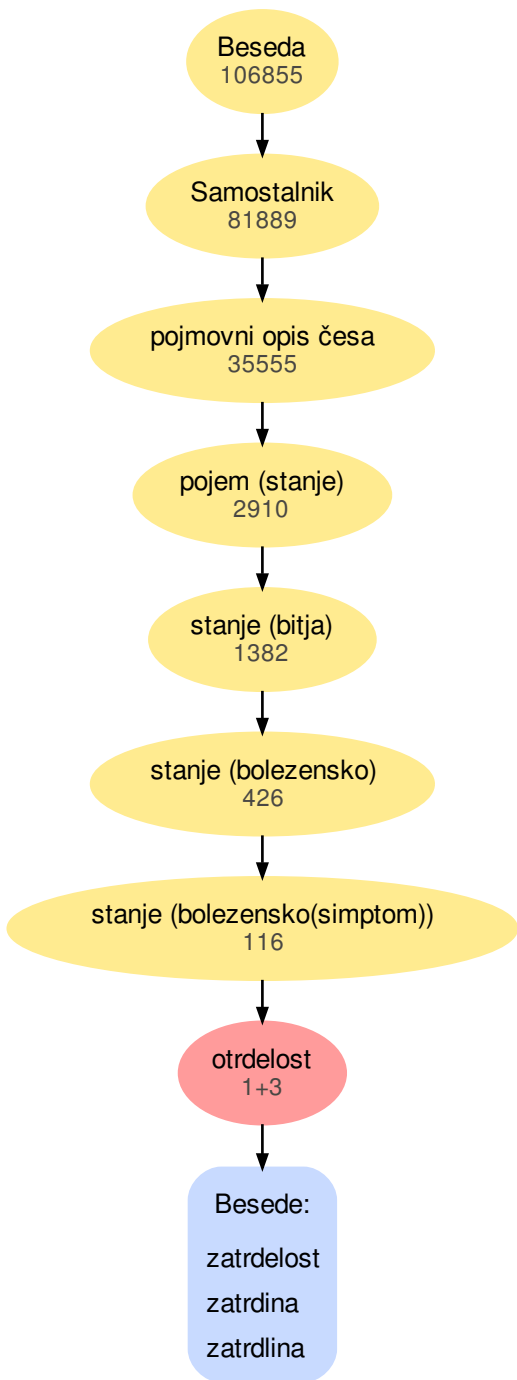 Beseda
106855
Samostalnik
81889
pojmovni opis česa
35555
pojem (stanje)
2910
stanje (bitja)
1382
stanje (bolezensko)
426
stanje (bolezensko(simptom))
116
otrdelost
1+3
Besede:
zatrdelost
zatrdina
zatrdlina